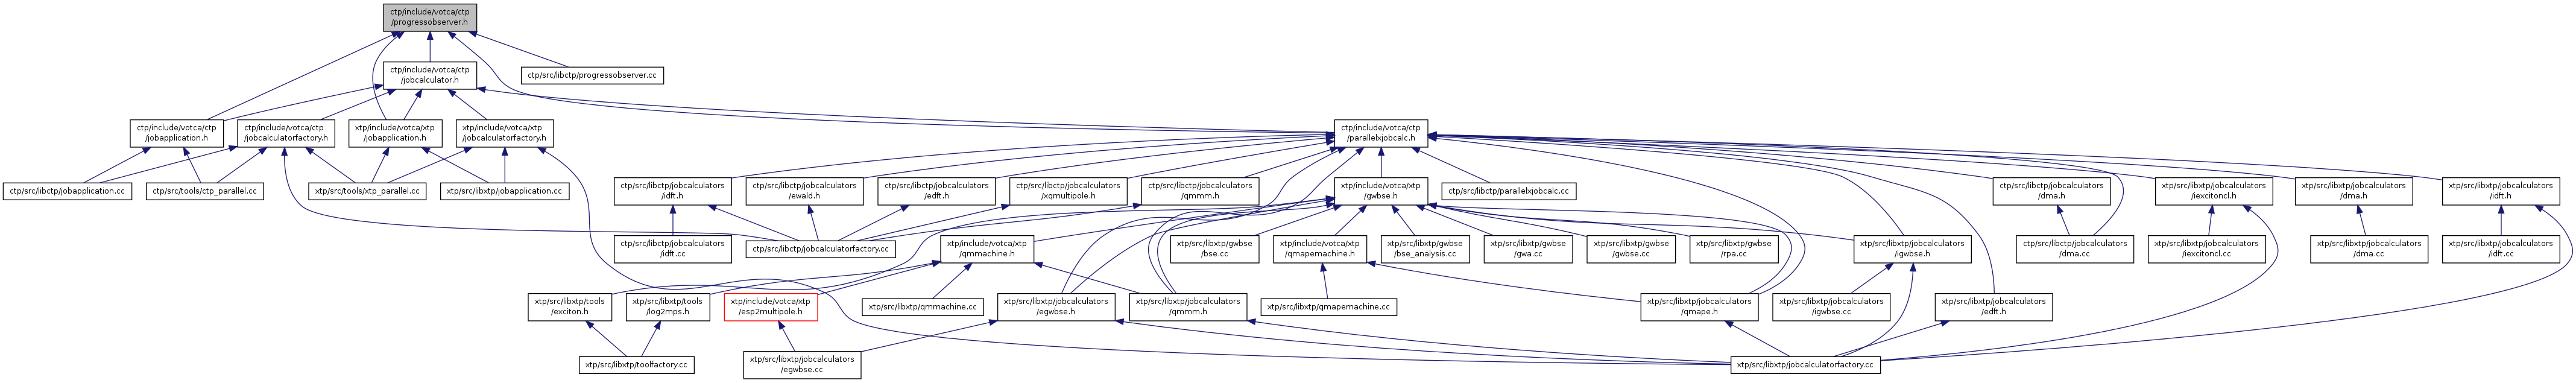 ctp/include/votca/ctp
/progressobserver.h
ctp/include/votca/ctp
/jobcalculator.h
ctp/src/libctp/progressobserver.cc
ctp/include/votca/ctp
/jobapplication.h
ctp/include/votca/ctp
/jobcalculatorfactory.h
xtp/include/votca/xtp
/jobapplication.h
xtp/include/votca/xtp
/jobcalculatorfactory.h
ctp/include/votca/ctp
/parallelxjobcalc.h
ctp/src/libctp/jobapplication.cc
ctp/src/tools/ctp_parallel.cc
xtp/src/tools/xtp_parallel.cc
xtp/src/libxtp/jobapplication.cc
ctp/src/libctp/jobcalculators
/idft.h
ctp/src/libctp/jobcalculators
/ewald.h
ctp/src/libctp/jobcalculators
/edft.h
ctp/src/libctp/jobcalculators
/xqmultipole.h
ctp/src/libctp/jobcalculators
/qmmm.h
xtp/include/votca/xtp
/gwbse.h
ctp/src/libctp/parallelxjobcalc.cc
ctp/src/libctp/jobcalculators
/dma.h
xtp/src/libxtp/jobcalculators
/iexcitoncl.h
xtp/src/libxtp/jobcalculators
/dma.h
xtp/src/libxtp/jobcalculators
/idft.h
ctp/src/libctp/jobcalculators
/idft.cc
ctp/src/libctp/jobcalculatorfactory.cc
xtp/include/votca/xtp
/qmmachine.h
xtp/src/libxtp/gwbse
/bse.cc
xtp/include/votca/xtp
/qmapemachine.h
xtp/src/libxtp/gwbse
/bse_analysis.cc
xtp/src/libxtp/gwbse
/gwa.cc
xtp/src/libxtp/gwbse
/gwbse.cc
xtp/src/libxtp/gwbse
/rpa.cc
xtp/src/libxtp/jobcalculators
/igwbse.h
ctp/src/libctp/jobcalculators
/dma.cc
xtp/src/libxtp/jobcalculators
/iexcitoncl.cc
xtp/src/libxtp/jobcalculators
/dma.cc
xtp/src/libxtp/jobcalculators
/idft.cc
xtp/src/libxtp/tools
/exciton.h
xtp/src/libxtp/tools
/log2mps.h
xtp/include/votca/xtp
/esp2multipole.h
xtp/src/libxtp/qmmachine.cc
xtp/src/libxtp/jobcalculators
/egwbse.h
xtp/src/libxtp/jobcalculators
/qmmm.h
xtp/src/libxtp/qmapemachine.cc
xtp/src/libxtp/jobcalculators
/qmape.h
xtp/src/libxtp/jobcalculators
/igwbse.cc
xtp/src/libxtp/jobcalculators
/edft.h
xtp/src/libxtp/toolfactory.cc
xtp/src/libxtp/jobcalculators
/egwbse.cc
xtp/src/libxtp/jobcalculatorfactory.cc